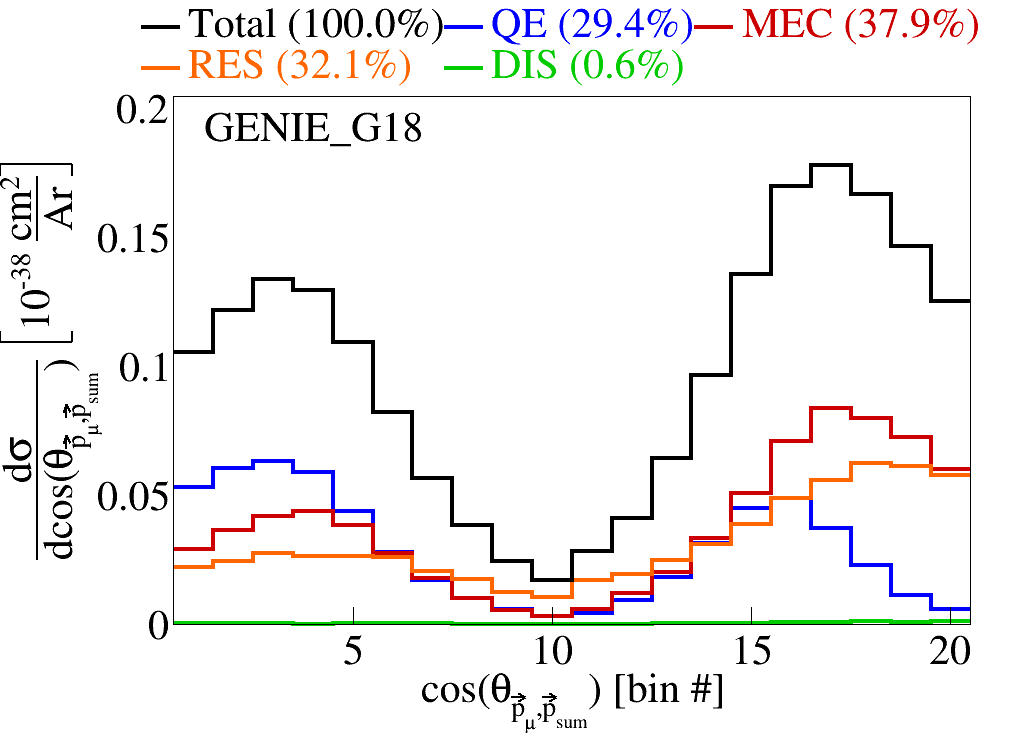 Total (100.0%) QE (29.4%) MEC (37.9%)
RES (32.1%) DIS (0.6%)
GENIE_G18
0.2
0.15
0.1
0.05
0
dσ/dcos(θp⃗μ,p⃗sum) [10-38 cm2/Ar]
5 10 15 20
cos(θp⃗μ,p⃗sum) [bin #]